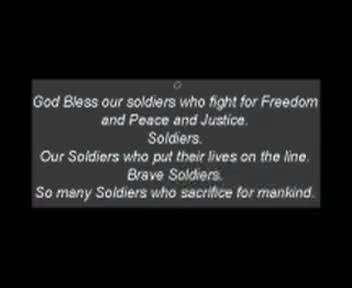 God Bless our soldiers who fight for Freedom
and Peace and Justice.
Soldiers.
Our Soldiers who put their lives on the line.
Brave Soldiers.
So many Soldiers who sacrifice for mankind.